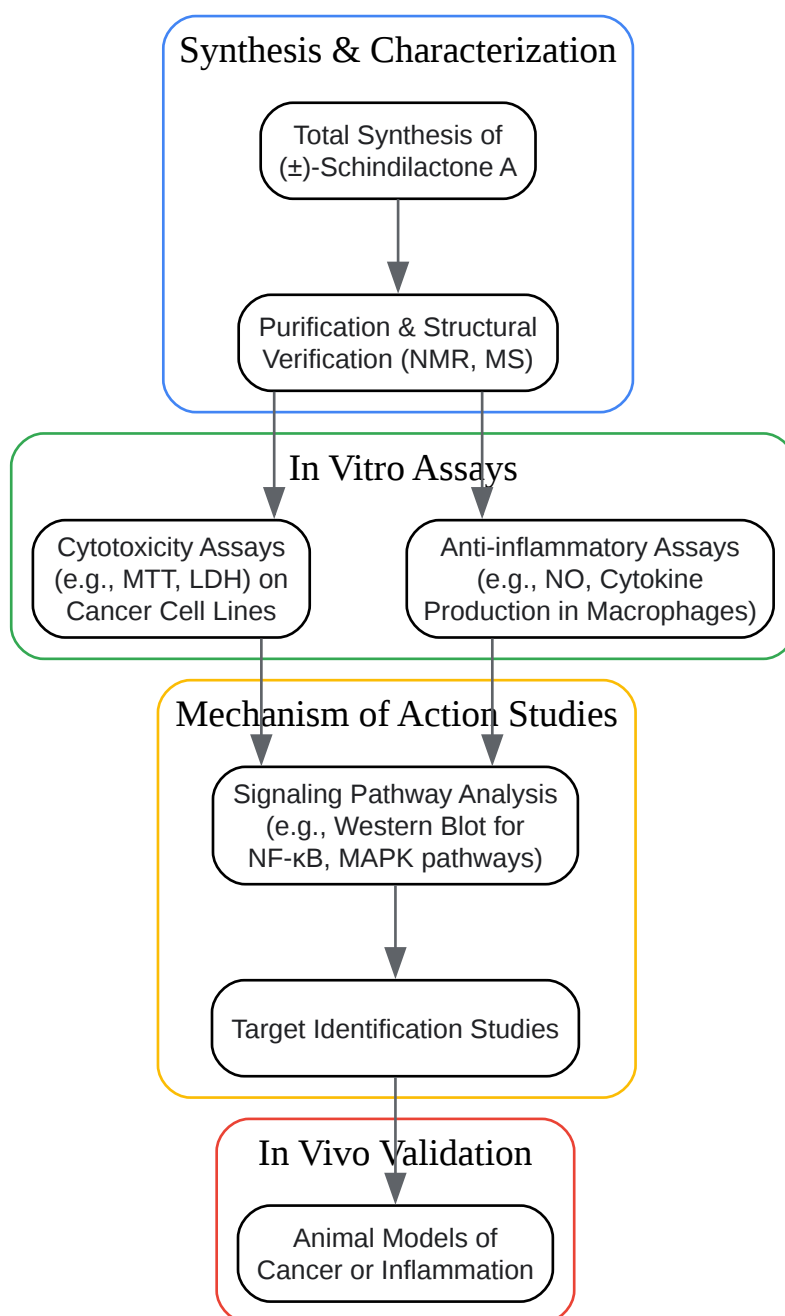 Synthesis & Characterization
Total Synthesis of
(±)-Schindilactone A
Purification & Structural
Verification (NMR, MS)
In Vitro Assays
Cytotoxicity Assays
(e.g., MTT, LDH) on
Cancer Cell Lines
Anti-inflammatory Assays
(e.g., NO, Cytokine
Production in Macrophages)
Mechanism of Action Studies
Signaling Pathway Analysis
(e.g., Western Blot for
NF-κB, MAPK pathways)
Target Identification Studies
In Vivo Validation
Animal Models of
Cancer or Inflammation